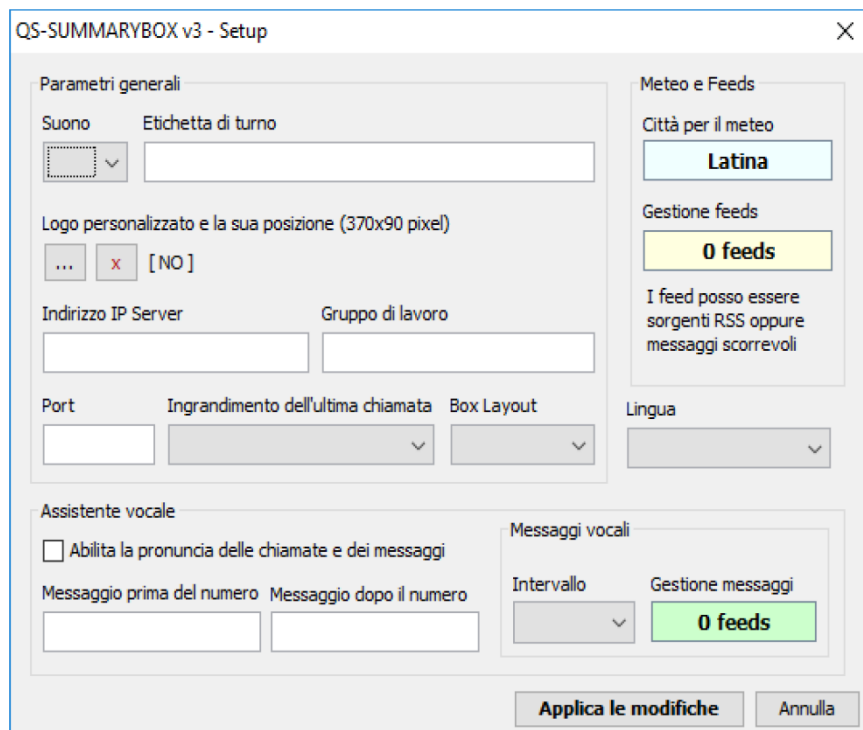 QS-SUMMARYBOX v3 - Setup
Parametri generali
Suono
Etichetta di turno
Logo personalizzato e la sua posizione (370x90 pixel)
...
x
[ NO ]
Indirizzo IP Server
Gruppo di lavoro
Port
Ingrandimento dell'ultima chiamata
Box Layout
Meteo e Feeds
Città per il meteo
Latina
Gestione feeds
0 feeds
I feed posso essere
sorgenti RSS oppure
messaggi scorrevoli
Lingua
Assistente vocale
Abilita la pronuncia delle chiamate e dei messaggi
Messaggio prima del numero
Messaggio dopo il numero
Messaggi vocali
Intervallo
Gestione messaggi
0 feeds
Applica le modifiche
Annulla